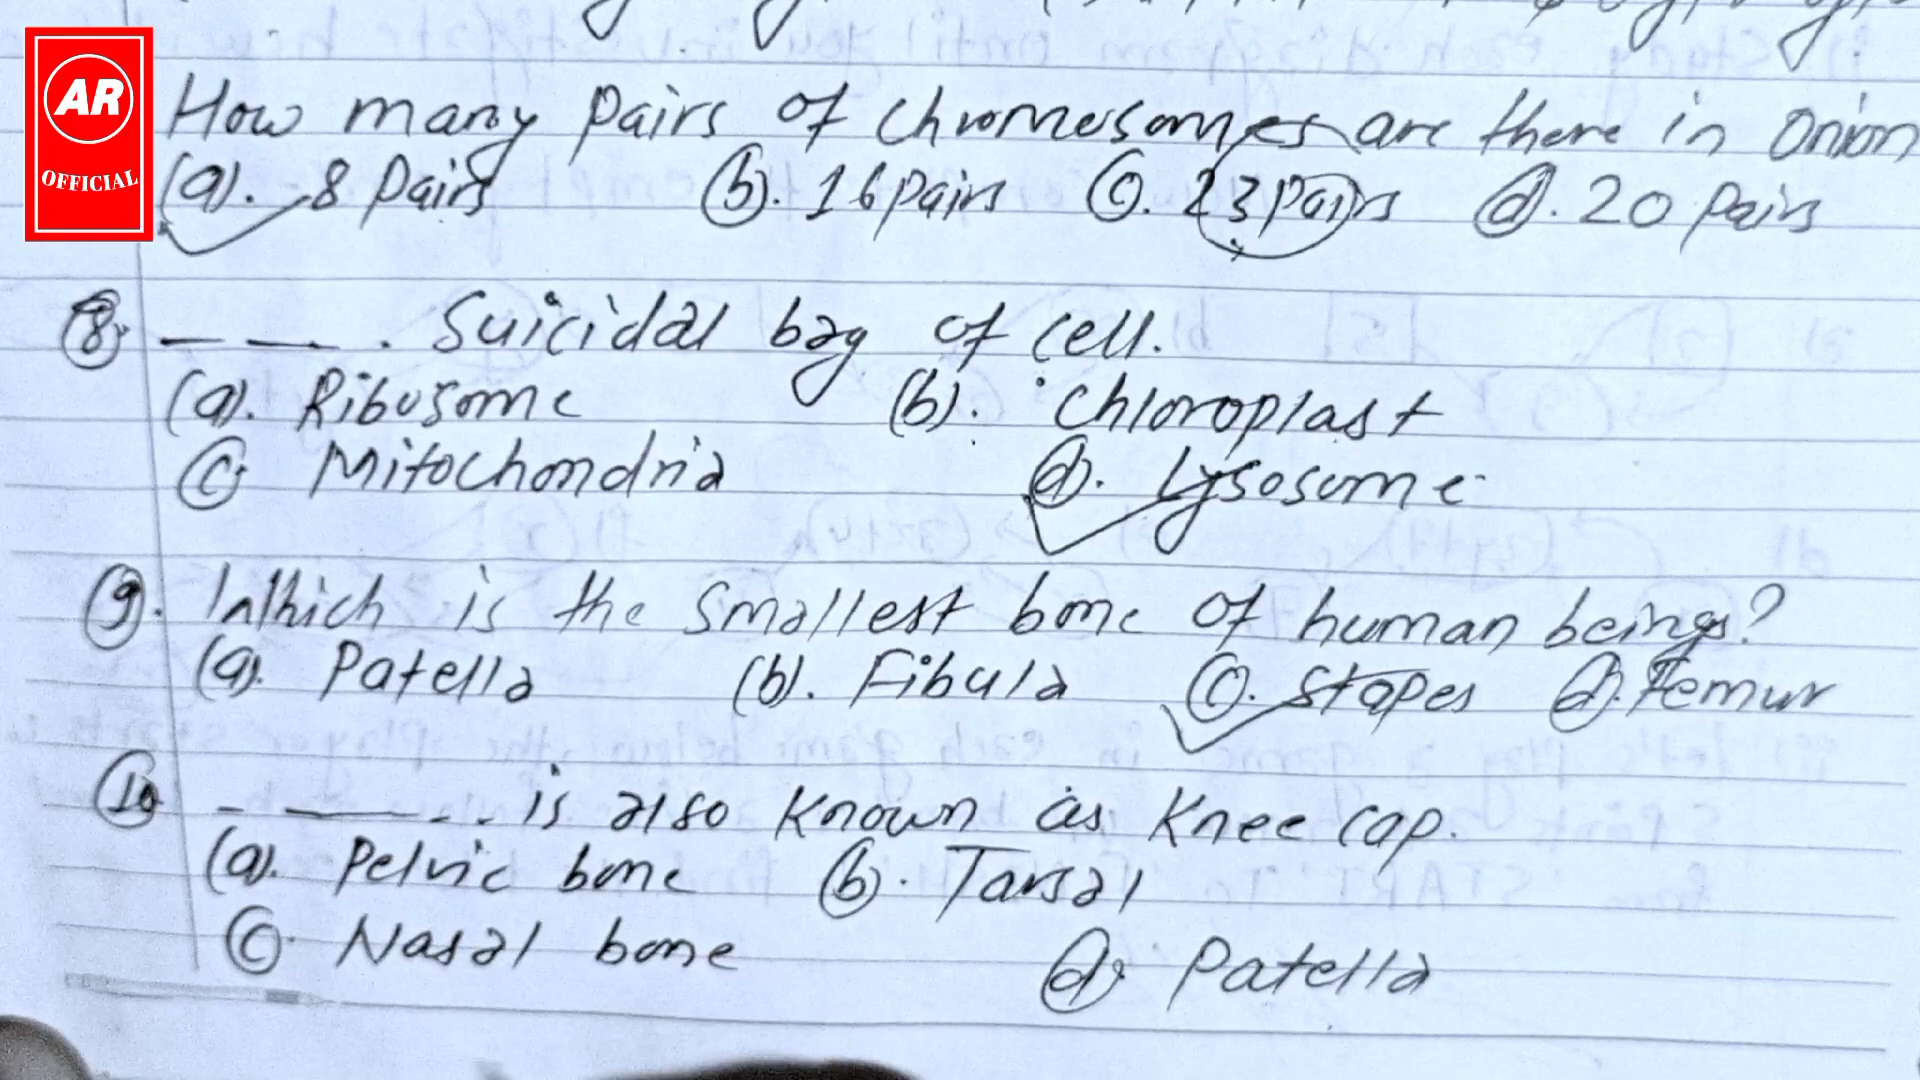 AR
OFFICIAL
How many pairs of chromosomes are there in Onion
(a). 8 Pairs (b). 16 pairs (c). 23 pairs (d). 20 pairs
8. _ _ _ . Suicidal bag of cell.
(a). Ribosome (b). Chloroplast
(c) Mitochondria (d). Lysosome
9. Which is the smallest bone of human beings?
(a). Patella (b). Fibula (c). Stapes (d). Femur
10 _ ___ _ _ is also known as knee cap.
(a). Pelvic bone (b). Tarsal
(c). Nasal bone (d). Patella